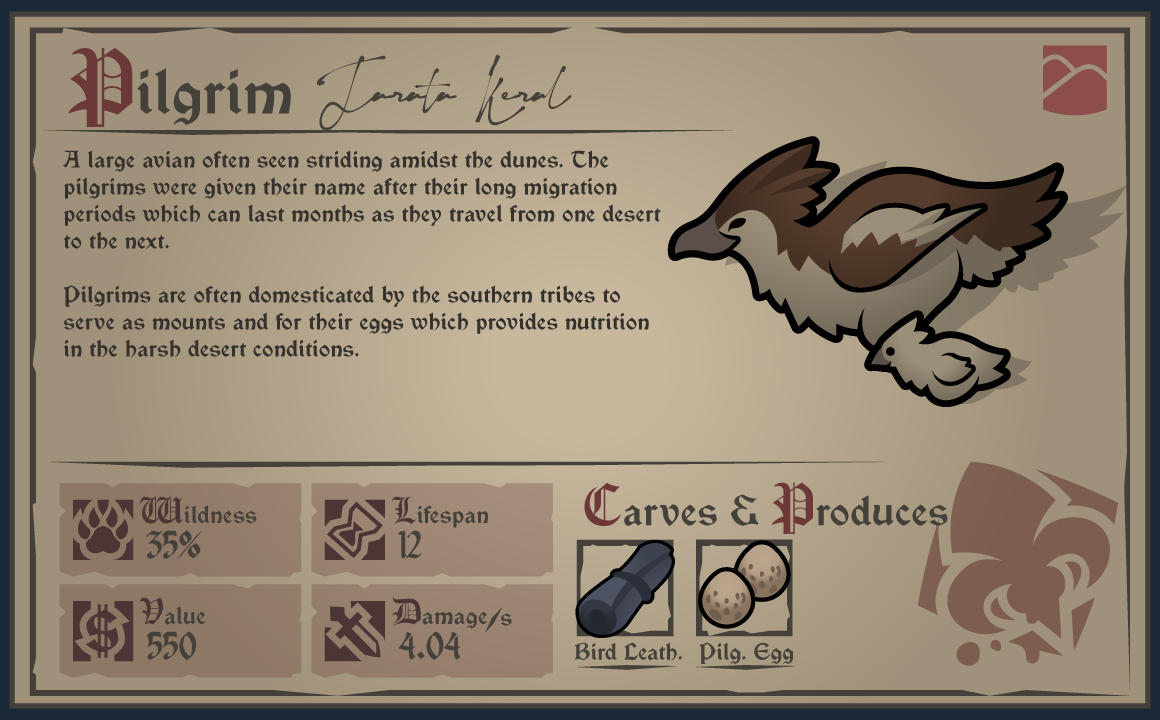 Pilgrim Tarata Keral
A large avian often seen striding amidst the dunes. The
pilgrims were given their name after their long migration
periods which can last months as they travel from one desert
to the next.
Pilgrims are often domesticated by the southern tribes to
serve as mounts and for their eggs which provides nutrition
in the harsh desert conditions.
Wildness
35%
Lifespan
12
Value
550
Damage/s
4.04
Carves & Produces
Bird Leath.
Pilg. Egg